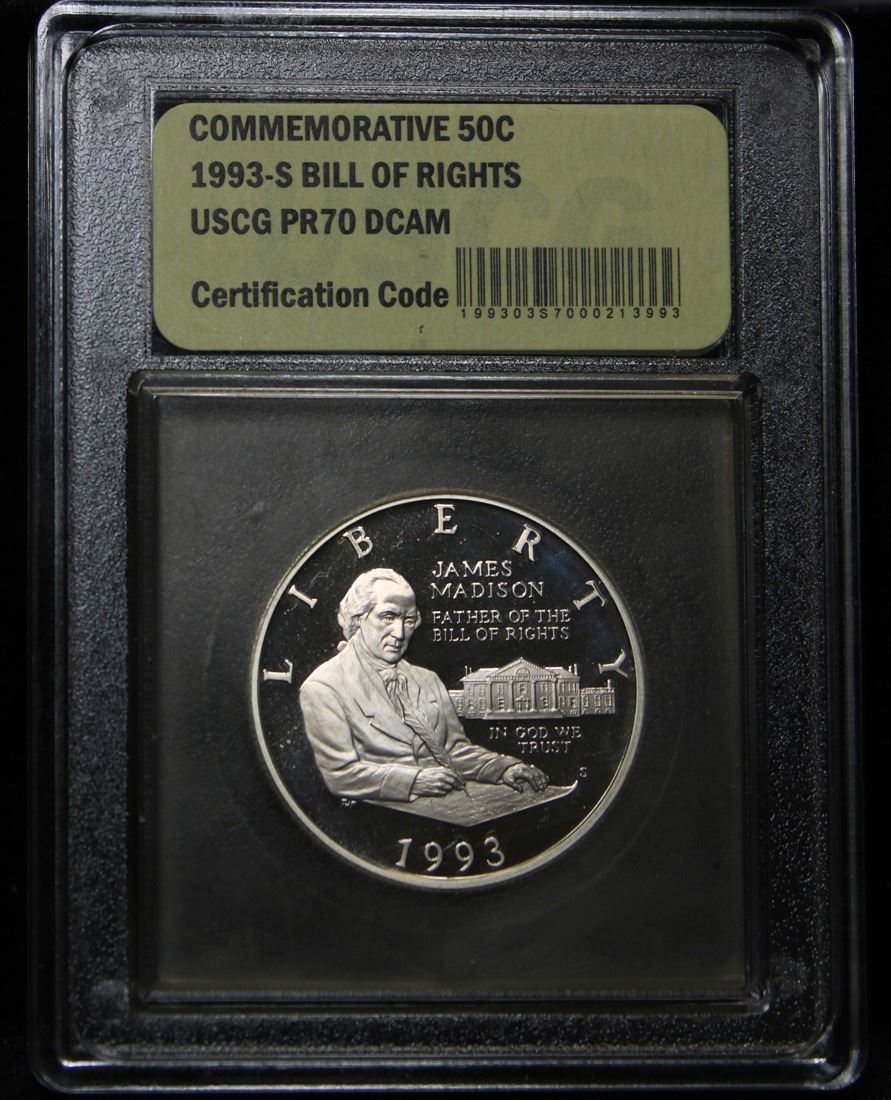 COMMEMORATIVE 50C
1993-S BILL OF RIGHTS
USCG PR70 DCAM
Certification Code
199303S7000213993
LIBERTY
JAMES
MADISON
FATHER OF THE
BILL OF RIGHTS
IN GOD WE
TRUST
S
1993